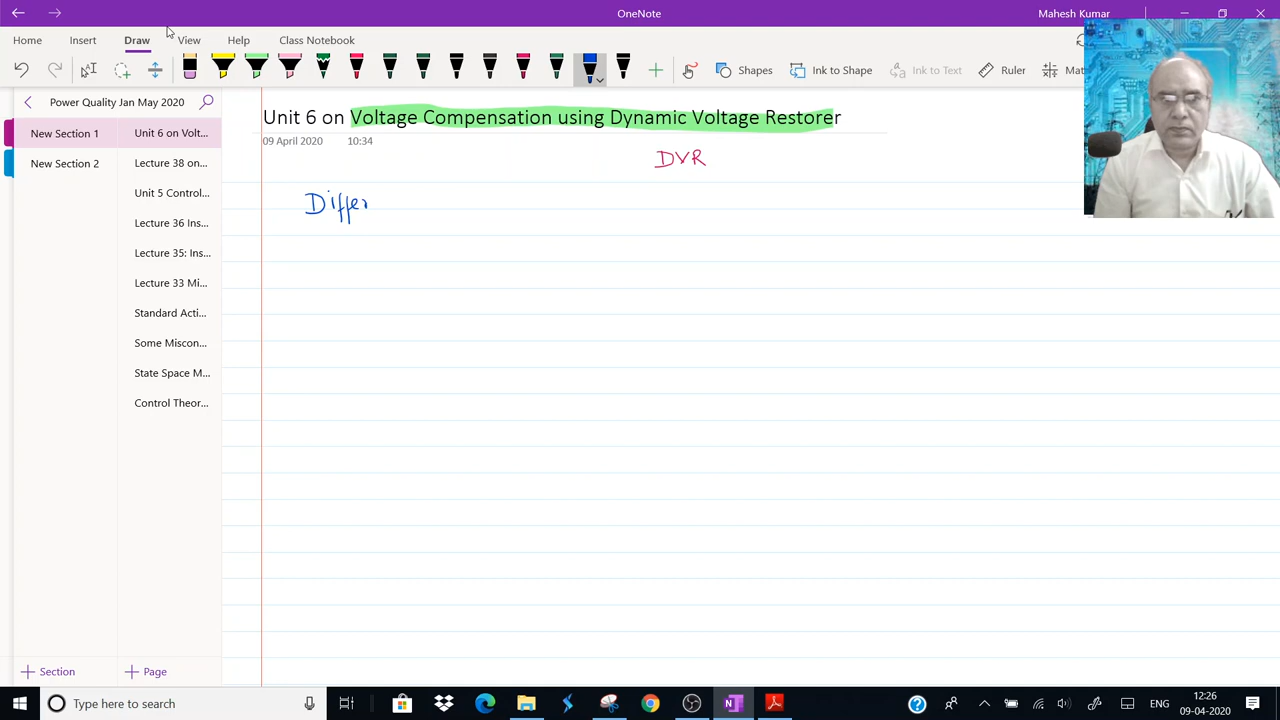 OneNote
Mahesh Kumar
Home Insert Draw View Help Class Notebook
Shapes Ink to Shape Ink to Text Ruler Mat
Power Quality Jan May 2020
New Section 1
New Section 2
Unit 6 on Volt...
Lecture 38 on...
Unit 5 Control...
Lecture 36 Ins...
Lecture 35: Ins...
Lecture 33 Mi...
Standard Acti...
Some Miscon...
State Space M...
Control Theor...
Unit 6 on Voltage Compensation using Dynamic Voltage Restorer
09 April 2020 10:34
DVR
Differ
Section
Page
Type here to search
ENG
12:26
09-04-2020